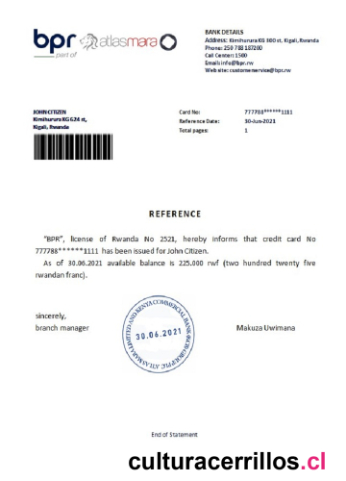 bpr atlasmara
part of
BANK DETAILS
Address: Kimihurura KG 000 st, Kigali, Rwanda
Phone: 250 788 187200
Call Center: 1500
Email: info@bpr.rw
Web site: customerservise@bpr.rw
JOHN CITIZEN
Kimihurura KG 624 st,
Kigali, Rwanda
Card No: 777788******1111
Reference Date: 30-Jun-2021
Total pages: 1
REFERENCE
"BPR", license of Rwanda No 2521, hereby informs that credit card No
777788******1111 has been issued for John Citizen.
As of 30.06.2021 available balance is 225.000 rwf (two hundred twenty five
rwandan franc).
sincerely,
branch manager
Makuza Uwimana
30.06.2021
End of Statement
culturacerrillos.cl